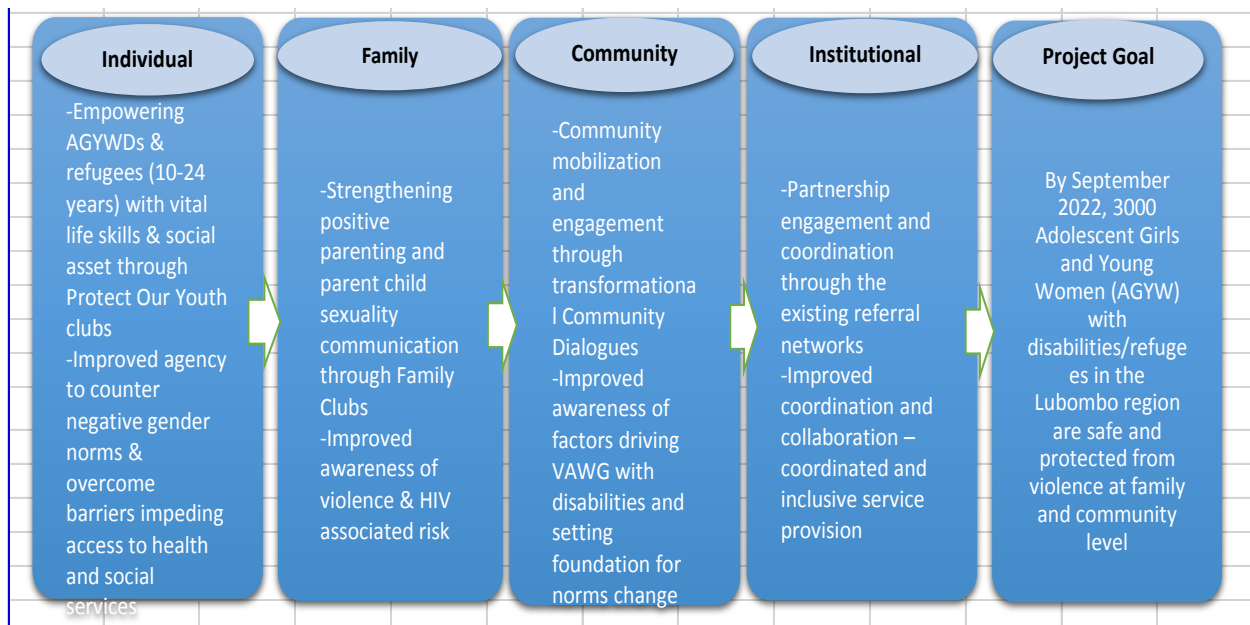 Individual
-Empowering
AGYWDs &
refugees (10-24
years) with vital
life skills & social
asset through
Protect Our Youth
clubs
-Improved agency
to counter
negative gender
norms &
overcome
barriers impeding
access to health
and social
services
Family
-Strengthening
positive
parenting and
parent child
sexuality
communication
through Family
Clubs
-Improved
awareness of
violence & HIV
associated risk
Community
-Community
mobilization
and
engagement
through
transformationa
l Community
Dialogues
-Improved
awareness of
factors driving
VAWG with
disabilities and
setting
foundation for
norms change
Institutional
-Partnership
engagement and
coordination
through the
existing referral
networks
-Improved
coordination and
collaboration –
coordinated and
inclusive service
provision
Project Goal
By September
2022, 3000
Adolescent Girls
and Young
Women (AGYW)
with
disabilities/refuge
es in the
Lubombo region
are safe and
protected from
violence at family
and community
level